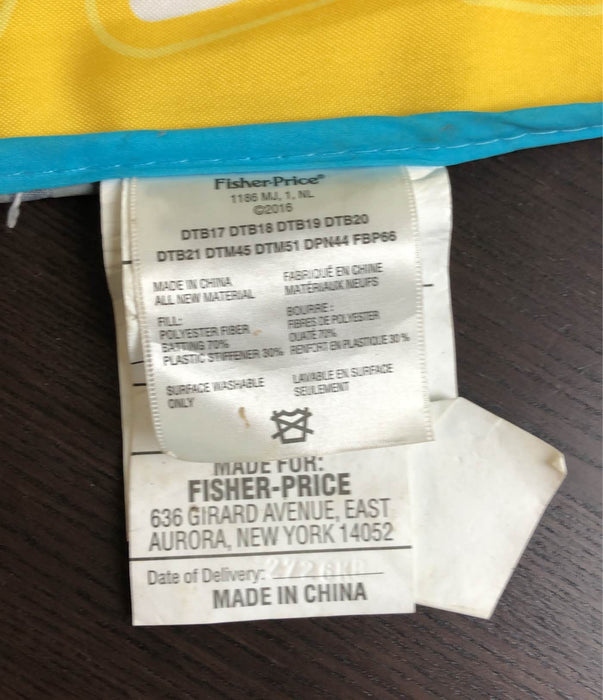 Fisher-Price®
1186 MJ, 1, NL
©2016
DTB17 DTB18 DTB19 DTB20
DTB21 DTM45 DTM51 DPN44 FBP66
MADE IN CHINA
ALL NEW MATERIAL
FILL:
POLYESTER FIBER
BATTING 70%
PLASTIC STIFFENER 30%
SURFACE WASHABLE
ONLY
FABRIQUÉ EN CHINE
MATÉRIAUX NEUFS
BOURRE :
FIBRES DE POLYESTER
OUATE 70%
RENFORT EN PLASTIQUE 30 %
LAVABLE EN SURFACE
SEULEMENT
MADE FOR:
FISHER-PRICE
636 GIRARD AVENUE, EAST
AURORA, NEW YORK 14052
Date of Delivery:
MADE IN CHINA